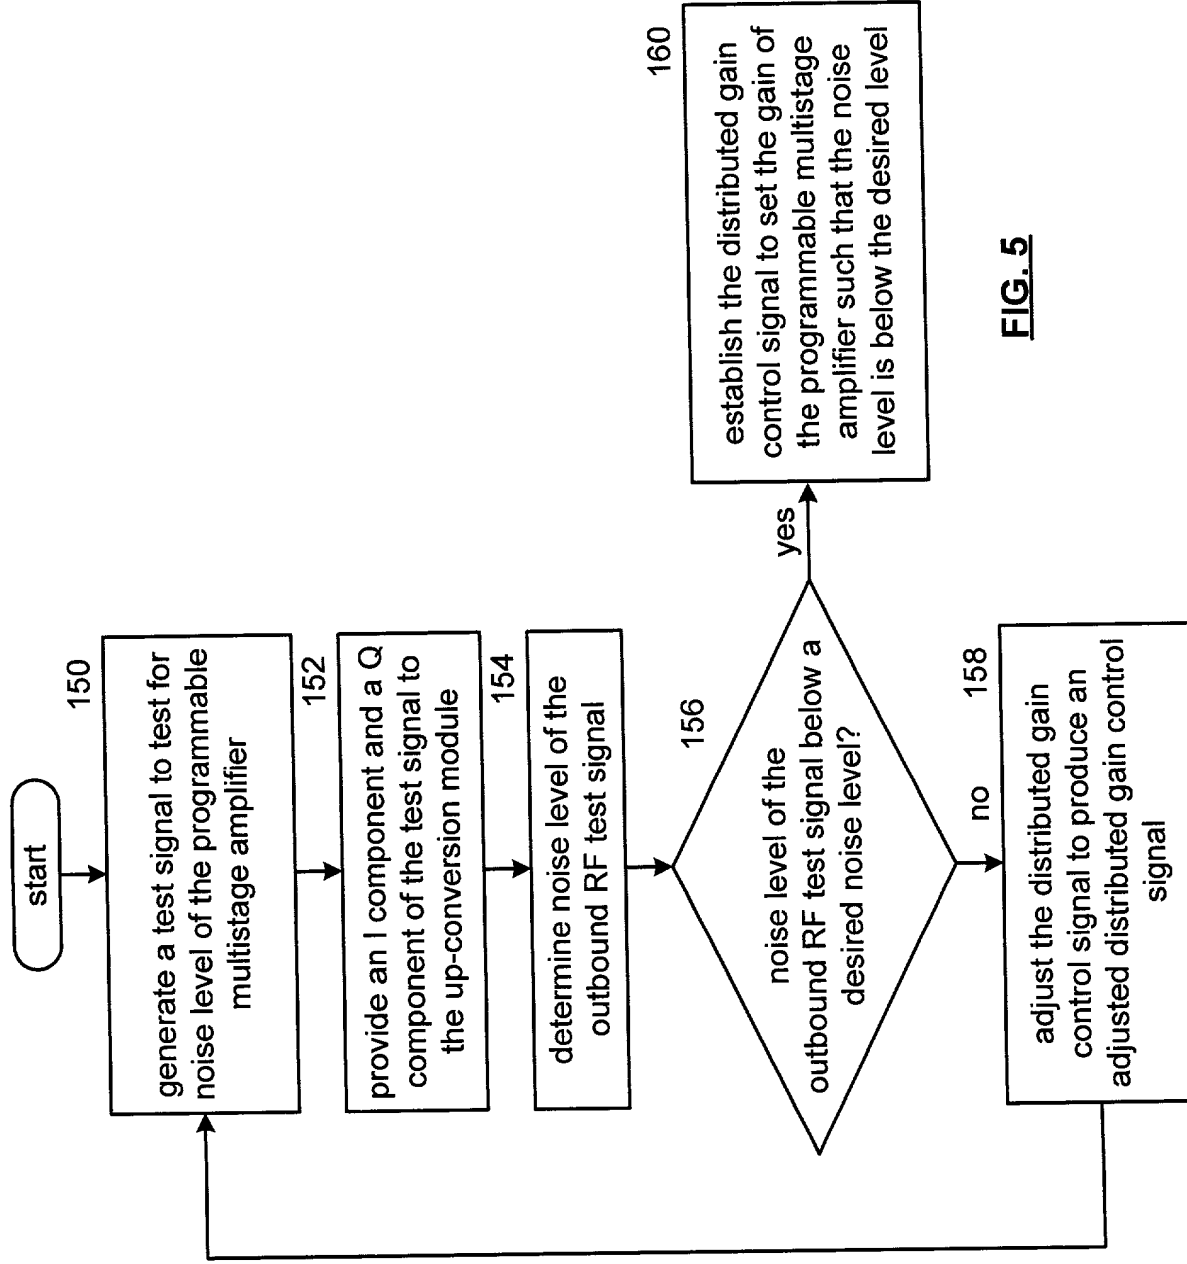 start
150
generate a test signal to test for
noise level of the programmable
multistage amplifier
152
provide an I component and a Q
component of the test signal to
the up-conversion module
154
determine noise level of the
outbound RF test signal
156
noise level of the
outbound RF test signal below a
desired noise level?
yes
160
establish the distributed gain
control signal to set the gain of
the programmable multistage
amplifier such that the noise
level is below the desired level
no
158
adjust the distributed gain
control signal to produce an
adjusted distributed gain control
signal
FIG. 5